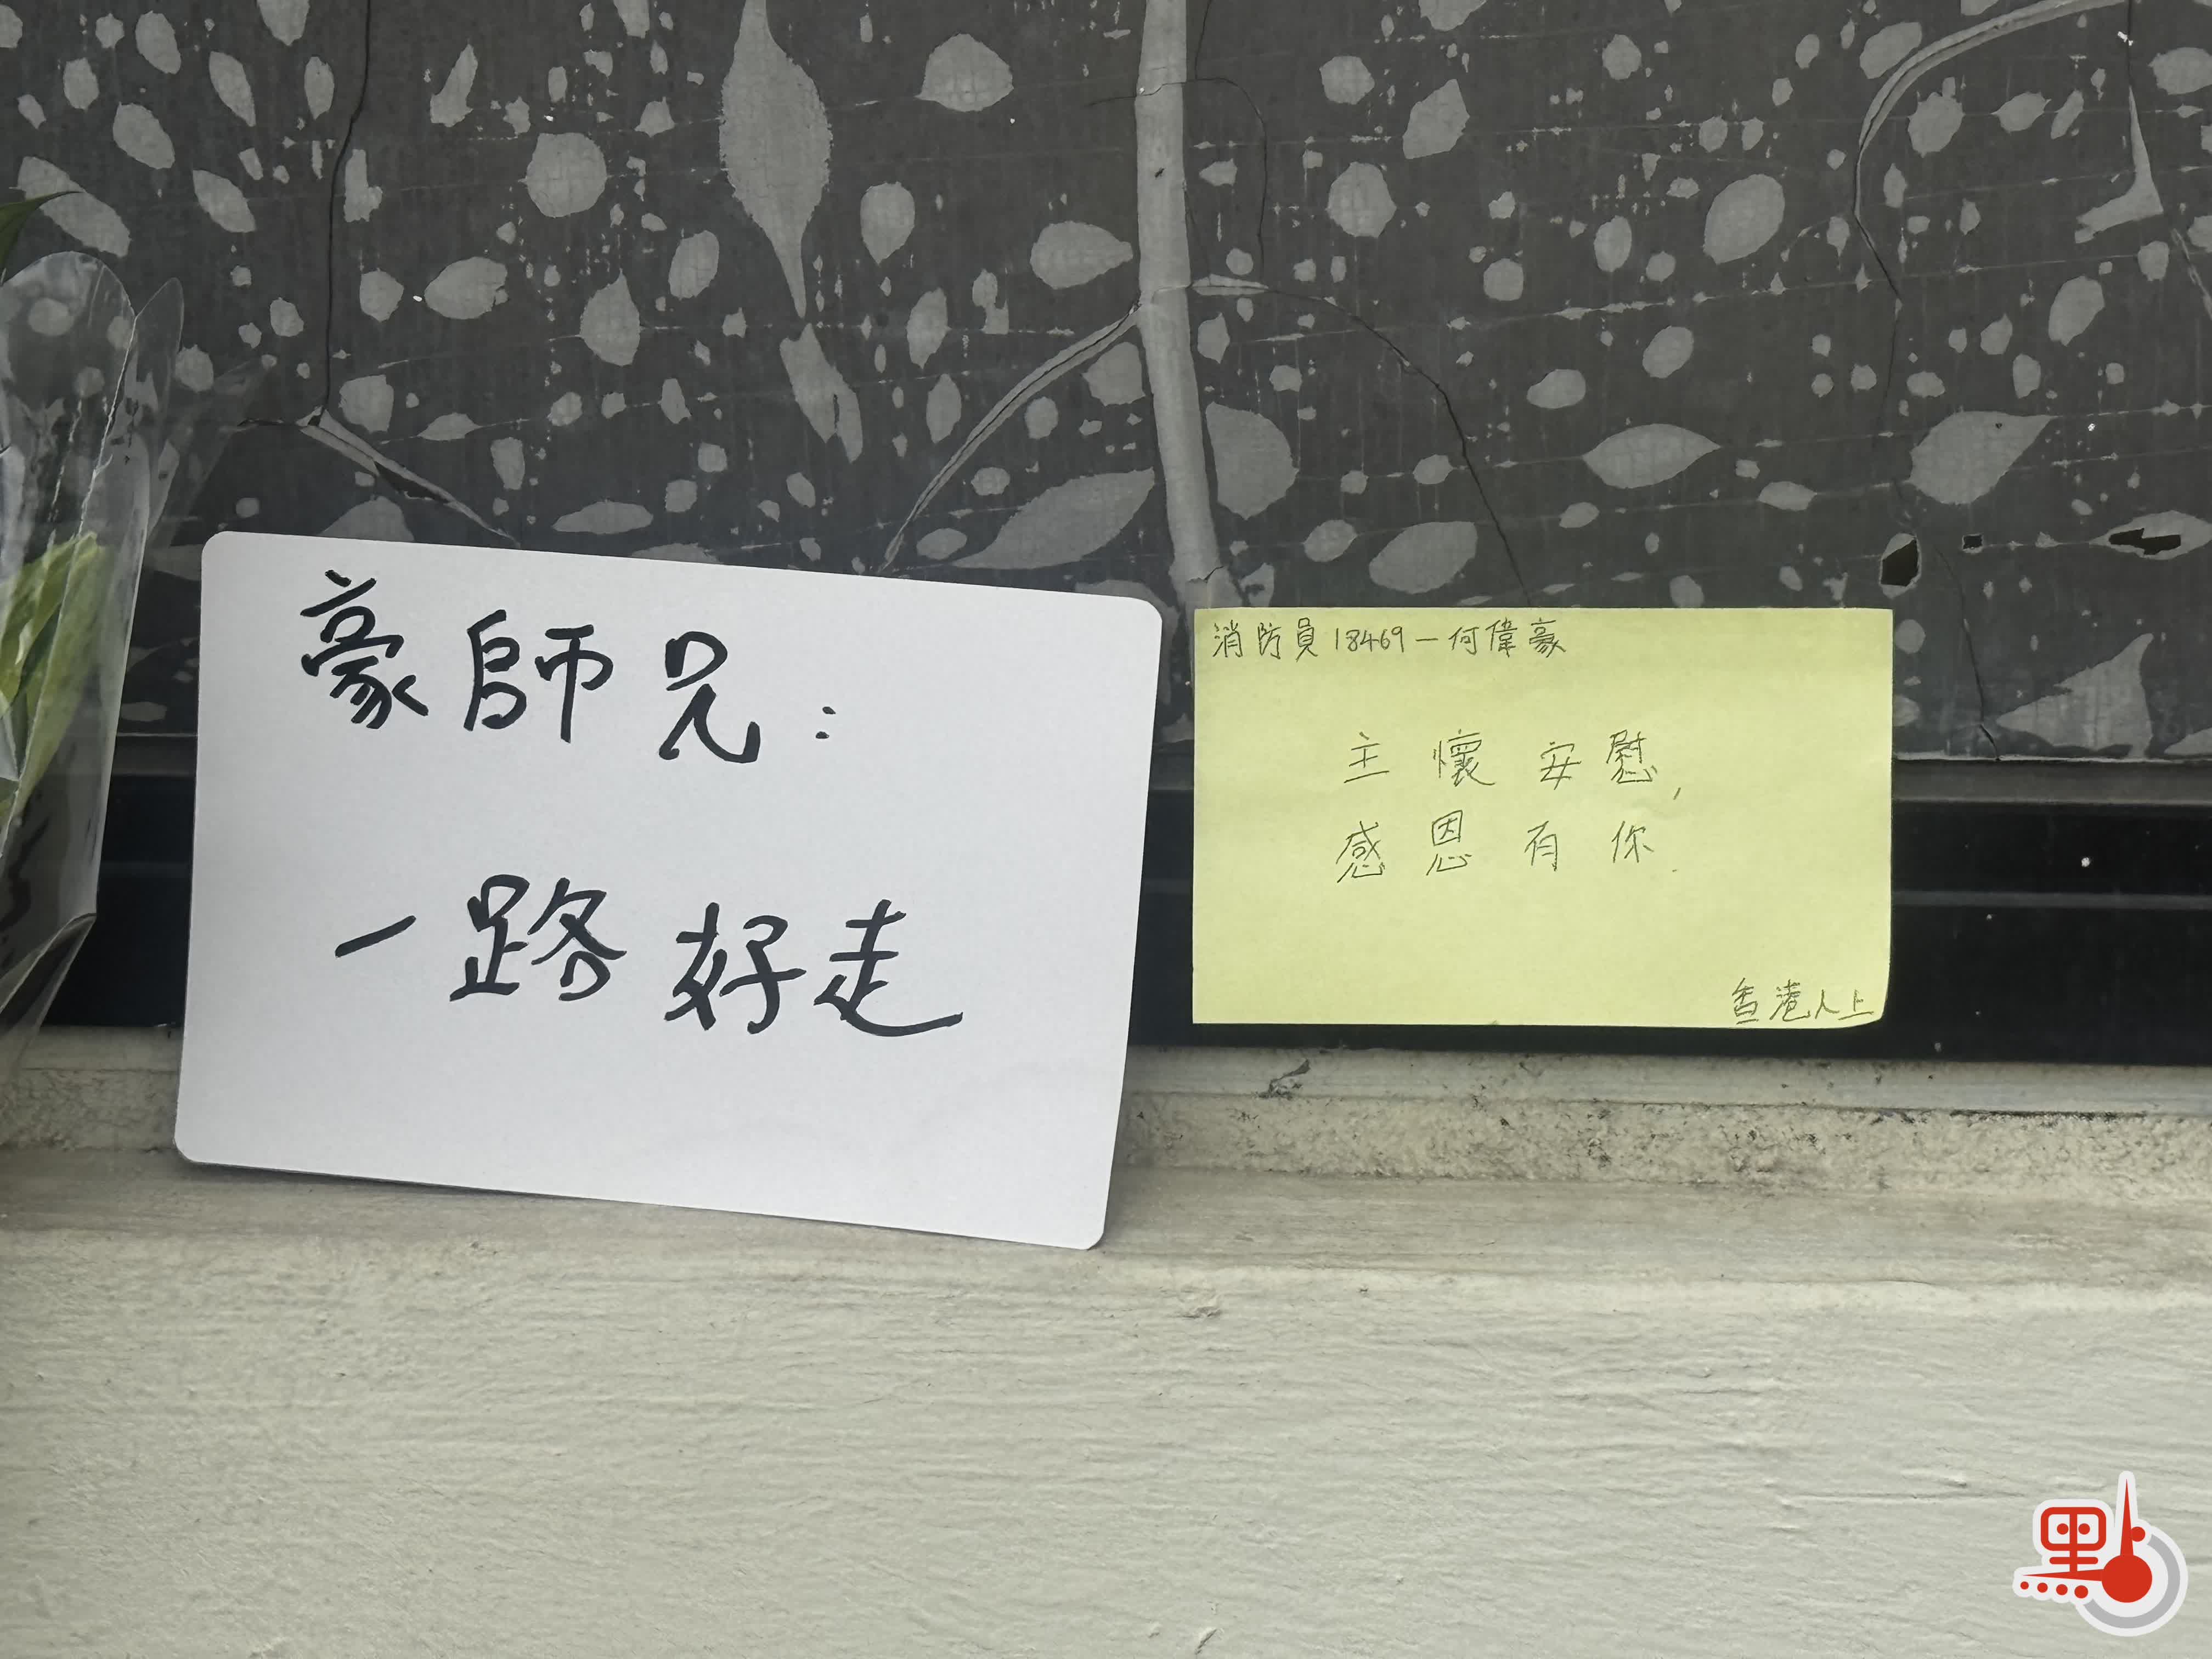 豪師兄：
一路好走
消防員18469－何偉豪
主懷安慰，
感恩有你.
香港人上
點